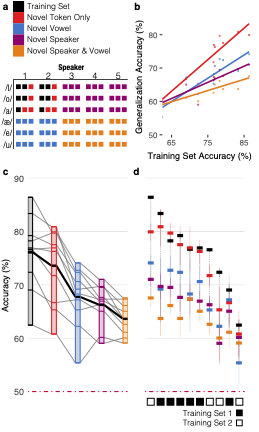 a
Training Set
Novel Token Only
Novel Vowel
Novel Speaker
Novel Speaker & Vowel
Speaker
1 2 3 4 5
/I/
/o/
/a/
/æ/
/e/
/u/
b
Generalization Accuracy (%)
80
70
60
50
65 75 85
Training Set Accuracy (%)
c
Accuracy (%)
90
80
70
60
50
d
Training Set 1
Training Set 2